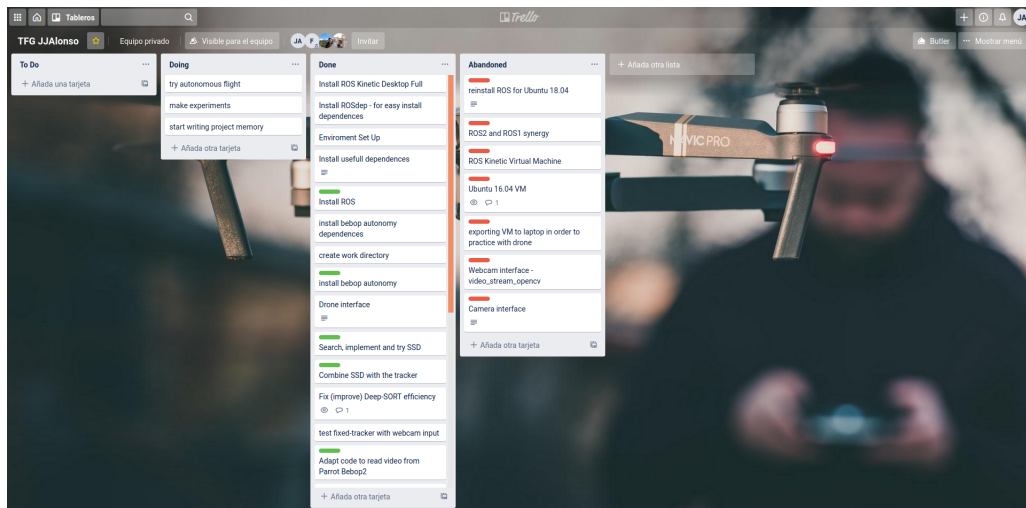 Tableros
Trello
JA
TFG JJAlonso
Equipo privado
Visible para el equipo
JA
F
Invitar
Butler
Mostrar menú
To Do
Añada una tarjeta
Doing
try autonomous flight
make experiments
start writing project memory
Añada otra tarjeta
Done
Install ROS Kinetic Desktop Full
Install ROSdep - for easy install
dependences
Enviroment Set Up
Install usefull dependences
Install ROS
install bebop autonomy
dependences
create work directory
install bebop autonomy
Drone interface
Search, implement and try SSD
Combine SSD with the tracker
Fix (improve) Deep-SORT efficiency
1
test fixed-tracker with webcam input
Adapt code to read video from
Parrot Bebop2
Añada otra tarjeta
Abandoned
reinstall ROS for Ubuntu 18.04
ROS2 and ROS1 synergy
ROS Kinetic Virtual Machine
Ubuntu 16.04 VM
1
exporting VM to laptop in order to
practice with drone
Webcam interface -
video_stream_opencv
Camera interface
Añada otra tarjeta
Añada otra lista
MAVIC PRO